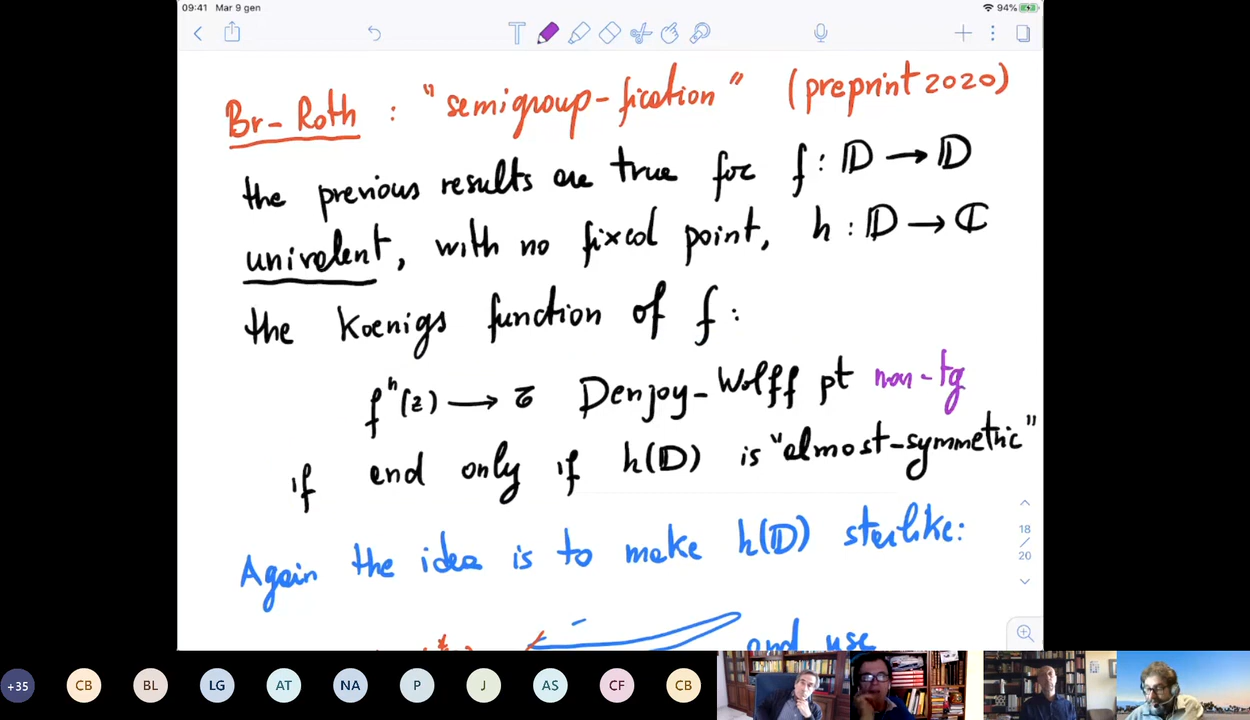 09:41 Mar 9 gen
94%
Br-Roth : "semigroup-fication" (preprint 2020)
the previous results are true for f : 𝔻 → 𝔻
univalent, with no fixed point, h : 𝔻 → ℂ
the Koenigs function of f :
fⁿ(z) → τ Denjoy-Wolff pt non-tg
if and only if h(𝔻) is "almost-symmetric"
Again the idea is to make h(𝔻) starlike:
and use
18
/
20
+35 CB BL LG AT NA P J AS CF CB